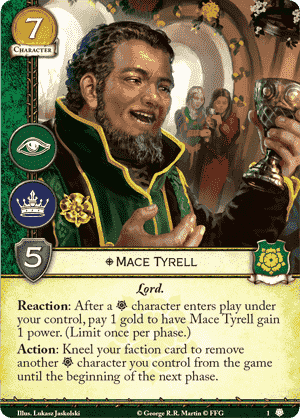 7
CHARACTER
5
MACE TYRELL
Lord.
Reaction: After a character enters play under
your control, pay 1 gold to have Mace Tyrell gain
1 power. (Limit once per phase.)
Action: Kneel your faction card to remove
another character you control from the game
until the beginning of the next phase.
Illus. Lukasz Jaskolski
© George R.R. Martin © FFG
1